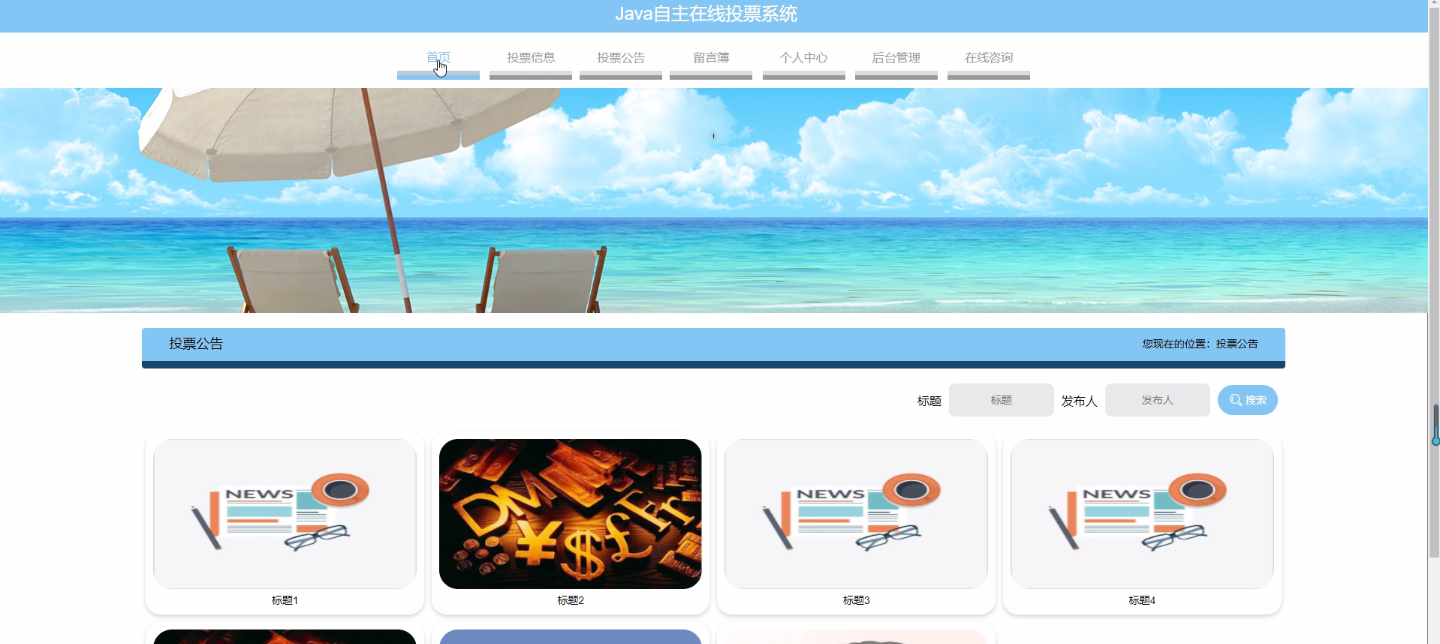 Java自主在线投票系统
首页 投票信息 投票公告 留言簿 个人中心 后台管理 在线咨询
投票公告 您现在的位置：投票公告
标题 标题 发布人 发布人 搜索
NEWS NEWS NEWS
DM ¥ $ £ Fr
标题1 标题2 标题3 标题4